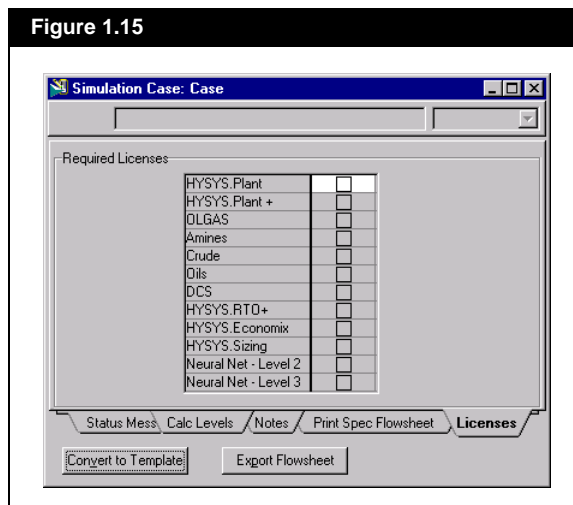 Figure 1.15
Simulation Case: Case
Required Licenses
HYSYS.Plant
HYSYS.Plant +
OLGAS
Amines
Crude
Oils
DCS
HYSYS.RTO+
HYSYS.Economix
HYSYS.Sizing
Neural Net - Level 2
Neural Net - Level 3
Status Mess Calc Levels Notes Print Spec Flowsheet Licenses
Convert to Template Export Flowsheet